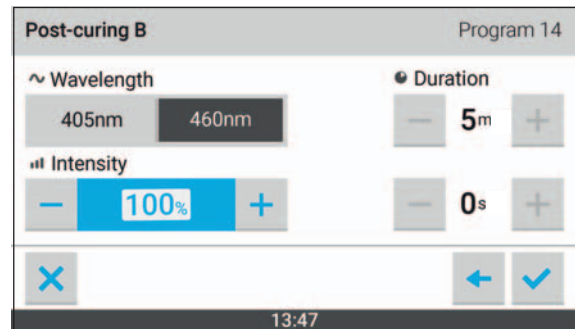 Post-curing B Program 14
Wavelength Duration
405nm 460nm 5m
Intensity
100% 0s
13:47